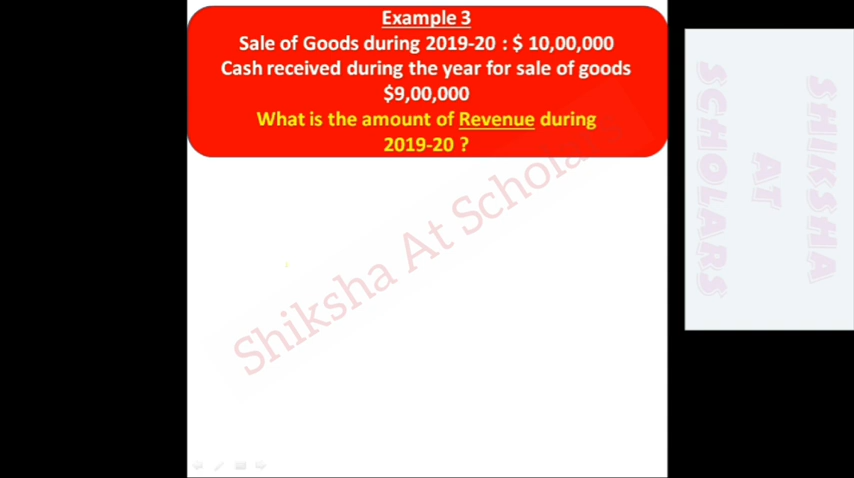 Example 3
Sale of Goods during 2019-20 : $ 10,00,000
Cash received during the year for sale of goods
$9,00,000
What is the amount of Revenue during
2019-20 ?
Shiksha At Scholars
SHIKSHA
AT
SCHOLARS